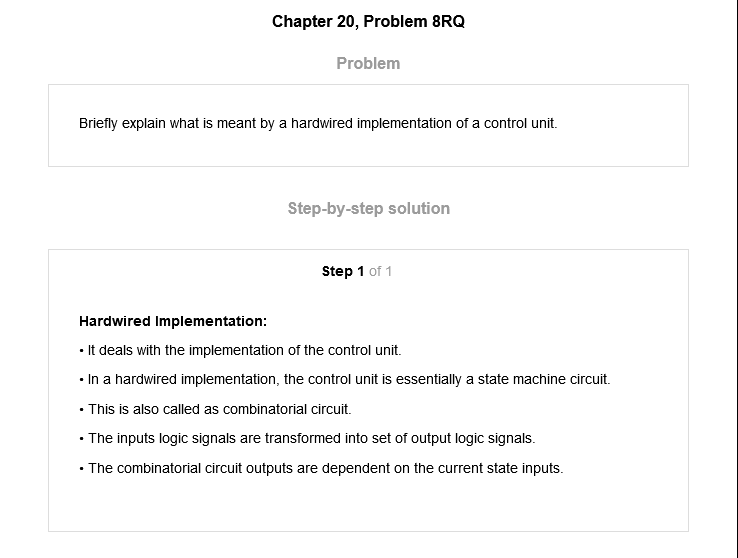 Chapter 20, Problem 8RQ
Problem
Briefly explain what is meant by a hardwired implementation of a control unit.
Step-by-step solution
Step 1 of 1
Hardwired Implementation:
• It deals with the implementation of the control unit.
• In a hardwired implementation, the control unit is essentially a state machine circuit.
• This is also called as combinatorial circuit.
• The inputs logic signals are transformed into set of output logic signals.
• The combinatorial circuit outputs are dependent on the current state inputs.